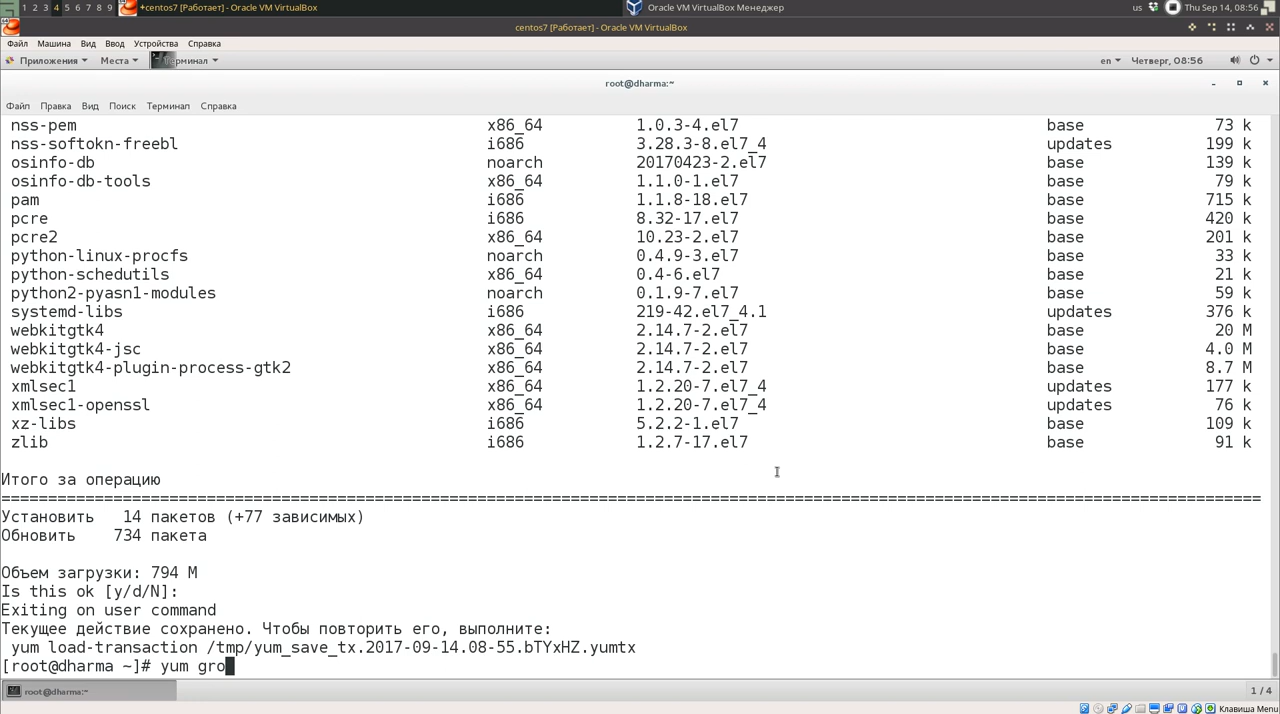 1 2 3 4 5 6 7 8 9 *centos7 [Работает] - Oracle VM VirtualBox Oracle VM VirtualBox Менеджер us Thu Sep 14, 08:56
centos7 [Работает] - Oracle VM VirtualBox
Файл Машина Вид Ввод Устройства Справка
Приложения Места Терминал en Четверг, 08:56
root@dharma:~
Файл Правка Вид Поиск Терминал Справка
nss-pem x86_64 1.0.3-4.el7 base 73 k
nss-softokn-freebl i686 3.28.3-8.el7_4 updates 199 k
osinfo-db noarch 20170423-2.el7 base 139 k
osinfo-db-tools x86_64 1.1.0-1.el7 base 79 k
pam i686 1.1.8-18.el7 base 715 k
pcre i686 8.32-17.el7 base 420 k
pcre2 x86_64 10.23-2.el7 base 201 k
python-linux-procfs noarch 0.4.9-3.el7 base 33 k
python-schedutils x86_64 0.4-6.el7 base 21 k
python2-pyasn1-modules noarch 0.1.9-7.el7 base 59 k
systemd-libs i686 219-42.el7_4.1 updates 376 k
webkitgtk4 x86_64 2.14.7-2.el7 base 20 M
webkitgtk4-jsc x86_64 2.14.7-2.el7 base 4.0 M
webkitgtk4-plugin-process-gtk2 x86_64 2.14.7-2.el7 base 8.7 M
xmlsec1 x86_64 1.2.20-7.el7_4 updates 177 k
xmlsec1-openssl x86_64 1.2.20-7.el7_4 updates 76 k
xz-libs i686 5.2.2-1.el7 base 109 k
zlib i686 1.2.7-17.el7 base 91 k
Итого за операцию
================================================================================
Установить 14 пакетов (+77 зависимых)
Обновить 734 пакета
Объем загрузки: 794 M
Is this ok [y/d/N]:
Exiting on user command
Текущее действие сохранено. Чтобы повторить его, выполните:
yum load-transaction /tmp/yum_save_tx.2017-09-14.08-55.bTYxHZ.yumtx
[root@dharma ~]# yum gro
root@dharma:~ 1 / 4
Клавиша Menu